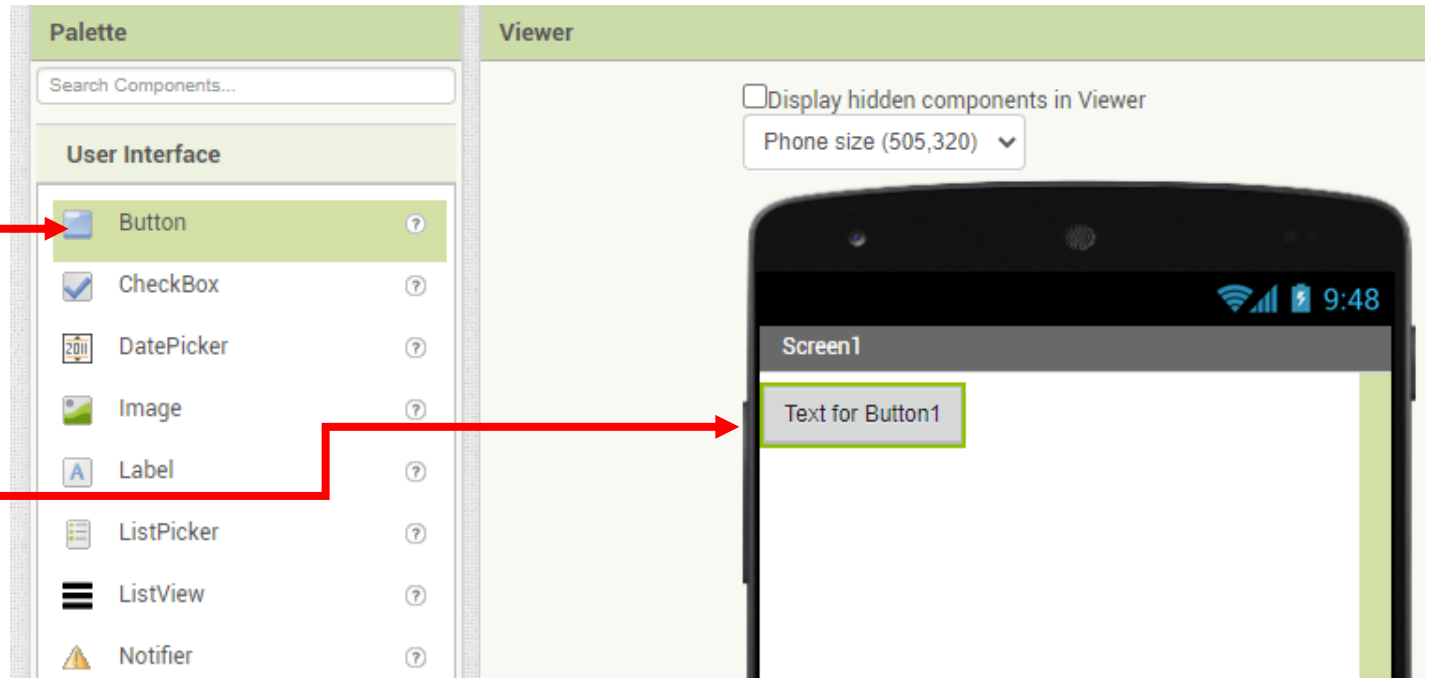 Palette
Search Components...
User Interface
Button
?
CheckBox
?
2011
DatePicker
?
Image
?
A
Label
?
ListPicker
?
ListView
?
Notifier
?
Viewer
Display hidden components in Viewer
Phone size (505,320)
9:48
Screen1
Text for Button1